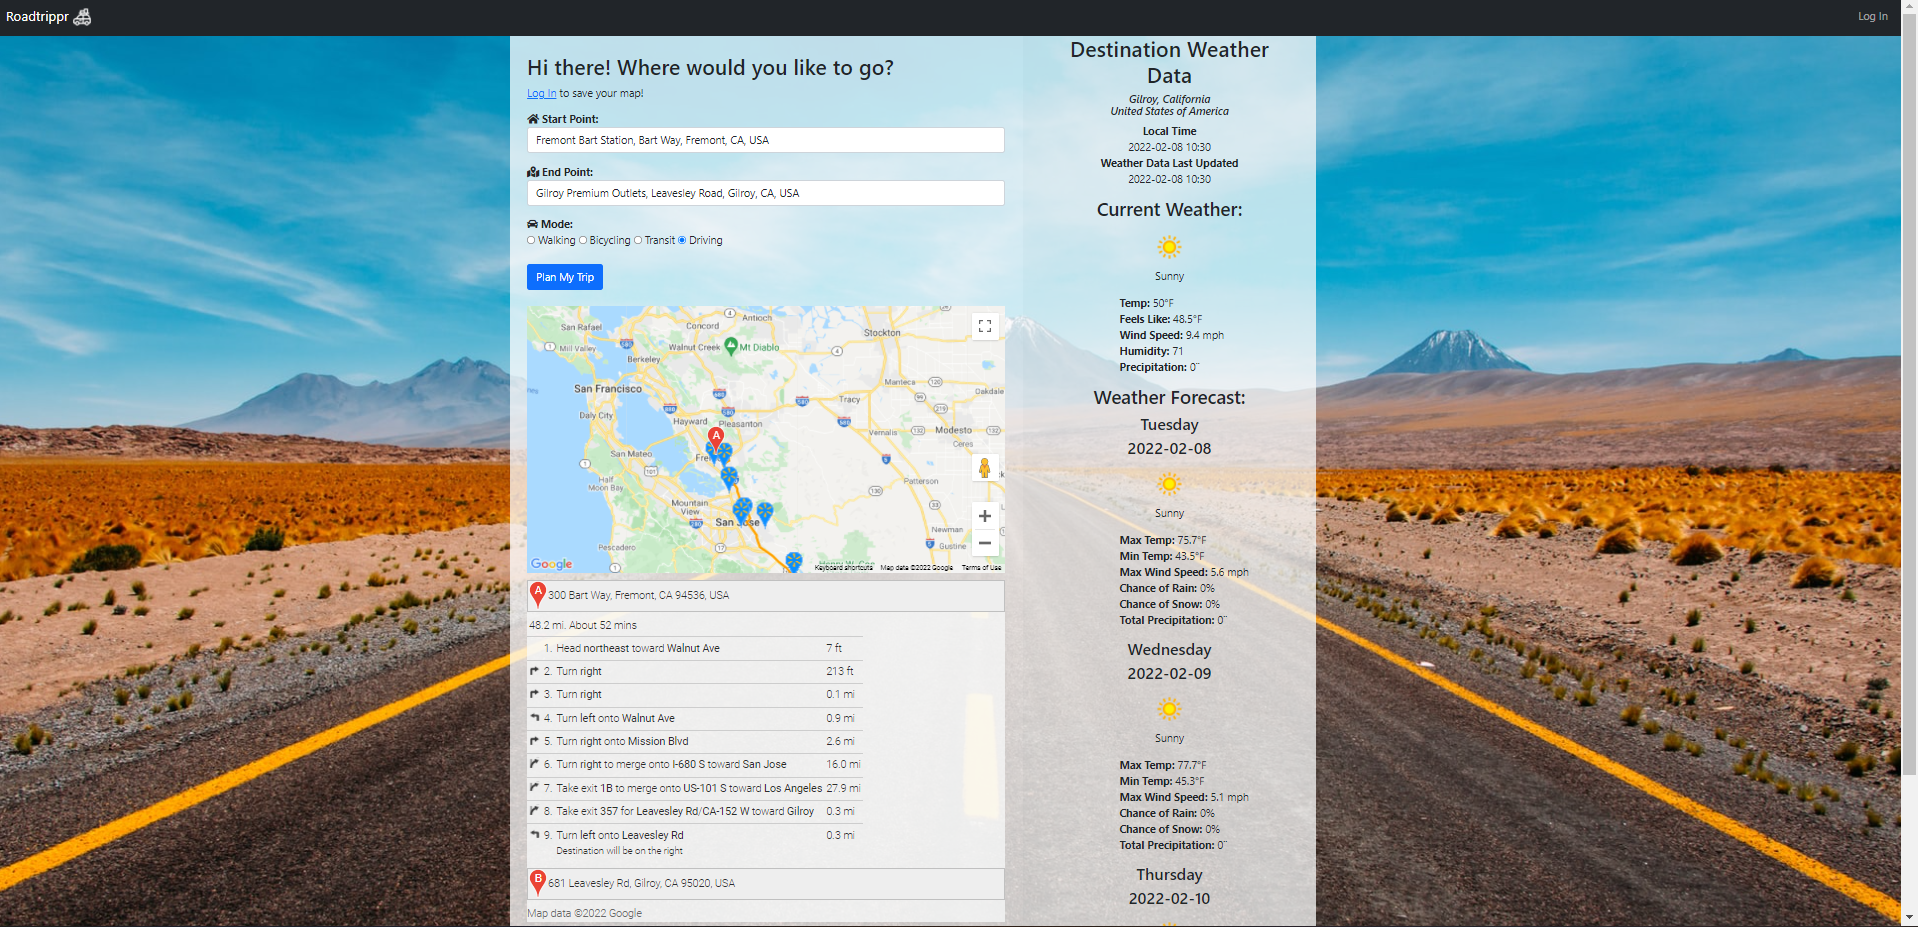 Roadtrippr
Log In
Hi there! Where would you like to go?
Log In to save your map!
Start Point:
Fremont Bart Station, Bart Way, Fremont, CA, USA
End Point:
Gilroy Premium Outlets, Leavesley Road, Gilroy, CA, USA
Mode:
Walking Bicycling Transit Driving
Plan My Trip
San Rafael
Concord
Antioch
Stockton
Mill Valley
Walnut Creek
Mt Diablo
Berkeley
Manteca
San Francisco
Oakdale
Tracy
Daly City
Hayward
Pleasanton
Vernalis
Modesto
Ceres
San Mateo
Half
Moon Bay
Patterson
Mountain
View
San Jose
Newman
Gustine
Pescadero
Google
Keyboard shortcuts Map data ©2022 Google Terms of Use
A 300 Bart Way, Fremont, CA 94536, USA
48.2 mi. About 52 mins
1. Head northeast toward Walnut Ave 7 ft
2. Turn right 213 ft
3. Turn right 0.1 mi
4. Turn left onto Walnut Ave 0.9 mi
5. Turn right onto Mission Blvd 2.6 mi
6. Turn right to merge onto I-680 S toward San Jose 16.0 mi
7. Take exit 1B to merge onto US-101 S toward Los Angeles 27.9 mi
8. Take exit 357 for Leavesley Rd/CA-152 W toward Gilroy 0.3 mi
9. Turn left onto Leavesley Rd 0.3 mi
Destination will be on the right
B 681 Leavesley Rd, Gilroy, CA 95020, USA
Map data ©2022 Google
Destination Weather
Data
Gilroy, California
United States of America
Local Time
2022-02-08 10:30
Weather Data Last Updated
2022-02-08 10:30
Current Weather:
Sunny
Temp: 50°F
Feels Like: 48.5°F
Wind Speed: 9.4 mph
Humidity: 71
Precipitation: 0"
Weather Forecast:
Tuesday
2022-02-08
Sunny
Max Temp: 75.7°F
Min Temp: 43.5°F
Max Wind Speed: 5.6 mph
Chance of Rain: 0%
Chance of Snow: 0%
Total Precipitation: 0"
Wednesday
2022-02-09
Sunny
Max Temp: 77.7°F
Min Temp: 45.3°F
Max Wind Speed: 5.1 mph
Chance of Rain: 0%
Chance of Snow: 0%
Total Precipitation: 0"
Thursday
2022-02-10